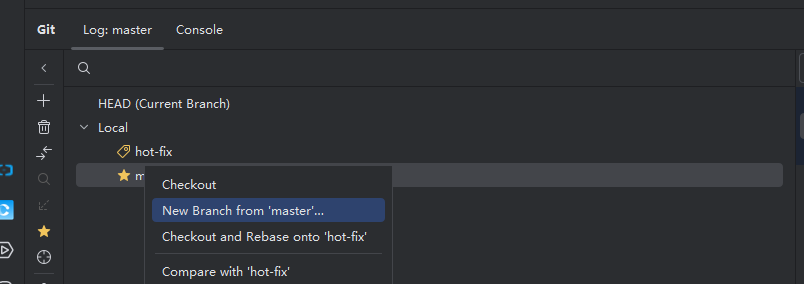 Git Log: master Console
HEAD (Current Branch)
Local
hot-fix
Checkout
New Branch from 'master'...
Checkout and Rebase onto 'hot-fix'
Compare with 'hot-fix'